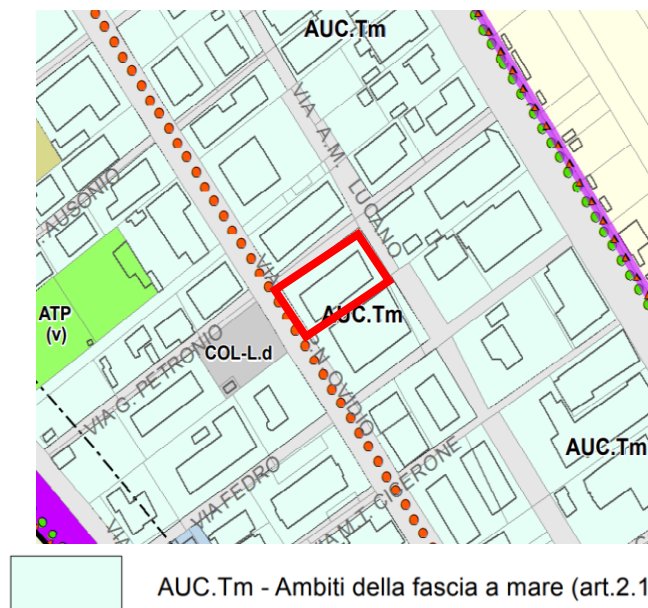 AUC.Tm
VIA A.M. LUCANO
AUSONIO
ATP
(v)
VIA
AUC.Tm
COL-L.d
P.N. OVIDIO
VIA G. PETRONIO
AUC.Tm
VIA FEDRO
VIA M.T. CICERONE
VIA
AUC.Tm - Ambiti della fascia a mare (art.2.1